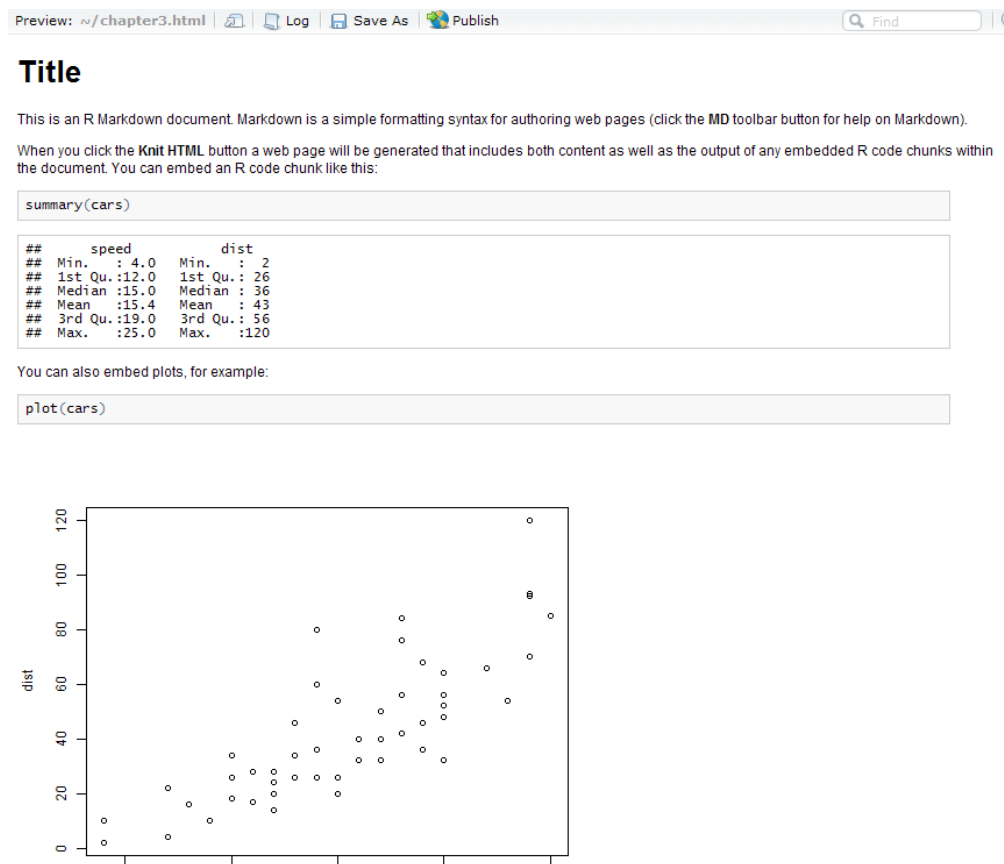 Preview: ~/chapter3.html Log Save As Publish Find
Title
This is an R Markdown document. Markdown is a simple formatting syntax for authoring web pages (click the MD toolbar button for help on Markdown).
When you click the Knit HTML button a web page will be generated that includes both content as well as the output of any embedded R code chunks within
the document. You can embed an R code chunk like this:
summary(cars)
##      speed           dist
##  Min.   : 4.0   Min.   :  2
##  1st Qu.:12.0   1st Qu.: 26
##  Median :15.0   Median : 36
##  Mean   :15.4   Mean   : 43
##  3rd Qu.:19.0   3rd Qu.: 56
##  Max.   :25.0   Max.   :120
You can also embed plots, for example:
plot(cars)
120
100
80
60
40
20
0
dist